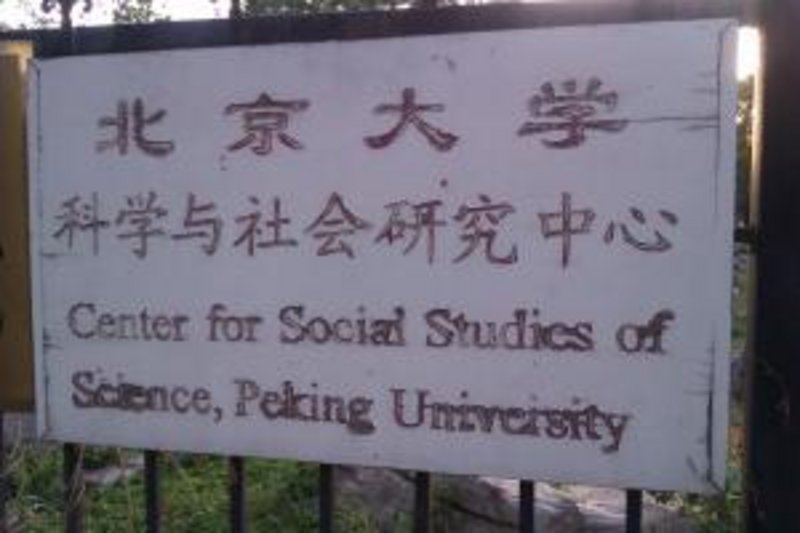 北京大学
科学与社会研究中心
Center for Social Studies of
Science, Peking University